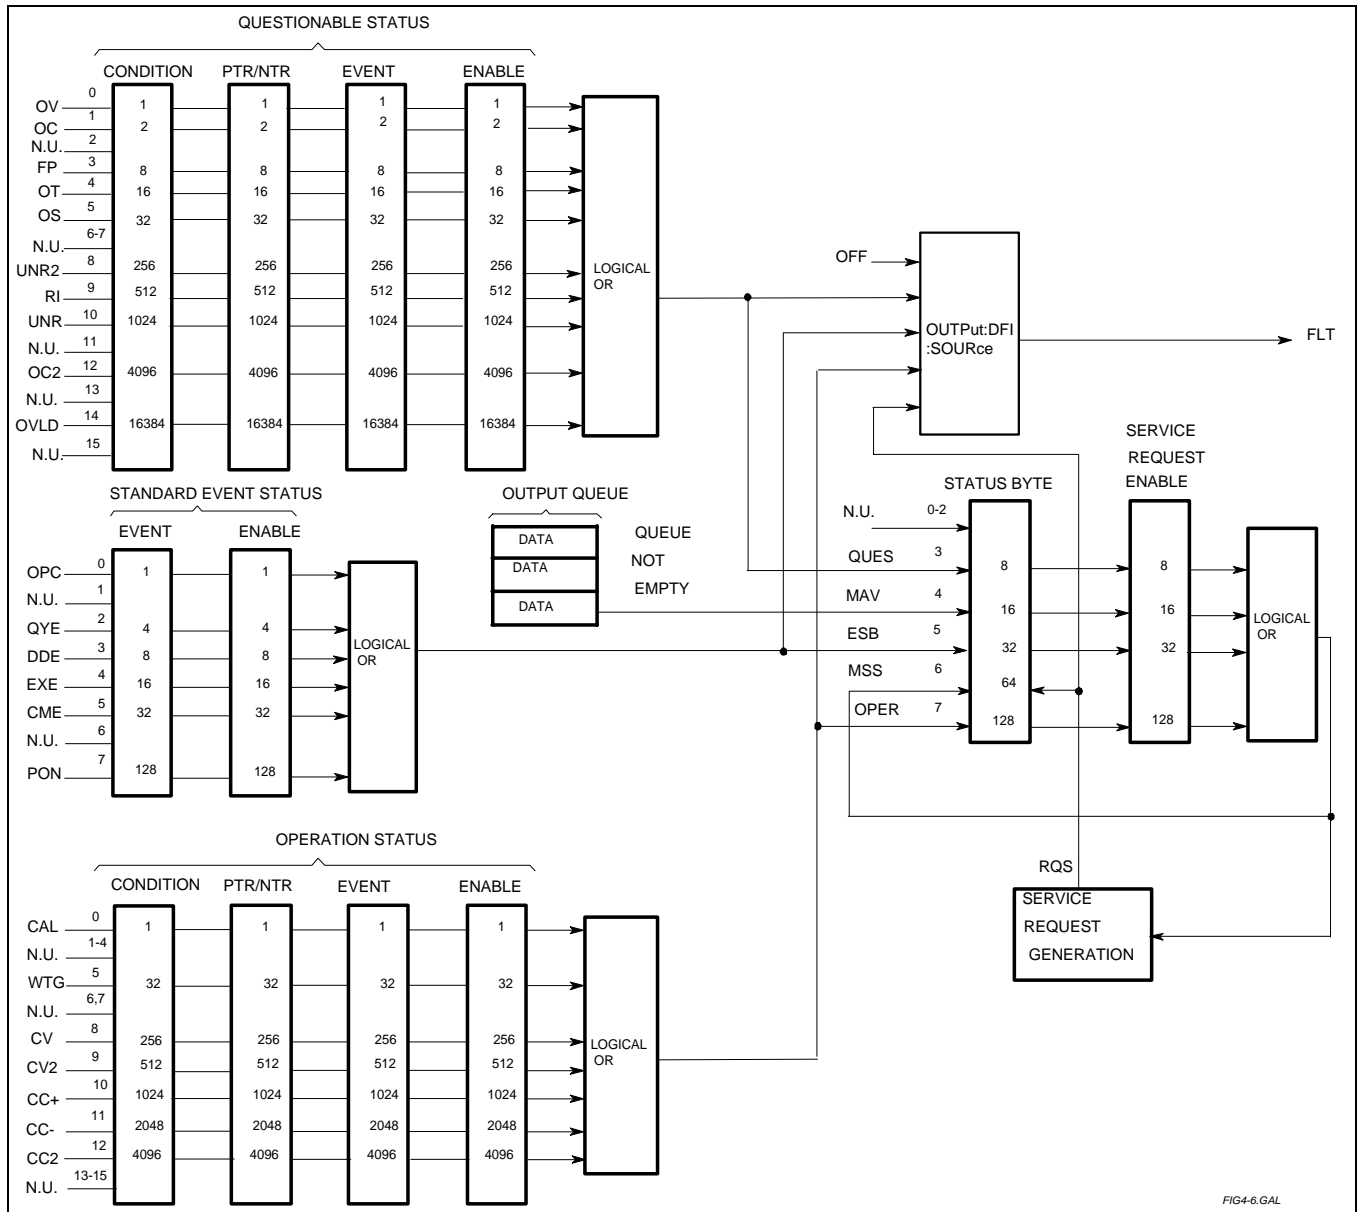 QUESTIONABLE STATUS
CONDITION PTR/NTR EVENT ENABLE
OV 0 1 1 1 1
OC 1 2 2 2 2
N.U. 2
FP 3 8 8 8 8
OT 4 16 16 16 16
OS 5 32 32 32 32
N.U. 6-7
UNR2 8 256 256 256 256
RI 9 512 512 512 512
UNR 10 1024 1024 1024 1024
N.U. 11
OC2 12 4096 4096 4096 4096
N.U. 13
OVLD 14 16384 16384 16384 16384
N.U. 15
LOGICAL
OR
OFF
OUTPut:DFI
:SOURce
FLT
STANDARD EVENT STATUS
EVENT ENABLE
OPC 0 1 1
N.U. 1
QYE 2 4 4
DDE 3 8 8
EXE 4 16 16
CME 5 32 32
N.U. 6
PON 7 128 128
LOGICAL
OR
OUTPUT QUEUE
DATA
DATA
DATA
QUEUE
NOT
EMPTY
STATUS BYTE
SERVICE
REQUEST
ENABLE
N.U. 0-2
QUES 3 8 8
MAV 4 16 16
ESB 5 32 32
MSS 6 64
OPER 7 128 128
LOGICAL
OR
RQS
SERVICE
REQUEST
GENERATION
OPERATION STATUS
CONDITION PTR/NTR EVENT ENABLE
CAL 0 1 1 1 1
N.U. 1-4
WTG 5 32 32 32 32
N.U. 6,7
CV 8 256 256 256 256
CV2 9 512 512 512 512
CC+ 10 1024 1024 1024 1024
CC- 11 2048 2048 2048 2048
CC2 12 4096 4096 4096 4096
N.U. 13-15
LOGICAL
OR
FIG4-6.GAL